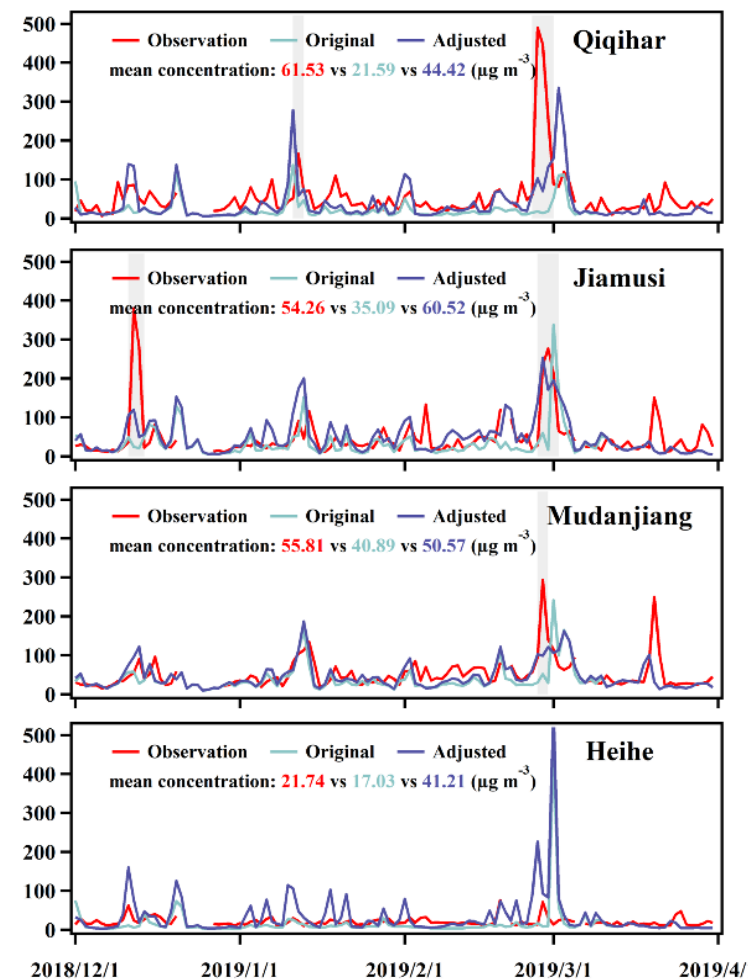 500
Observation Original Adjusted Qiqihar
mean concentration: 61.53 vs 21.59 vs 44.42 (µg m-3)
400
300
200
100
0
500
Observation Original Adjusted Jiamusi
mean concentration: 54.26 vs 35.09 vs 60.52 (µg m-3)
400
300
200
100
0
500
Observation Original Adjusted Mudanjiang
mean concentration: 55.81 vs 40.89 vs 50.57 (µg m-3)
400
300
200
100
0
500
Observation Original Adjusted Heihe
mean concentration: 21.74 vs 17.03 vs 41.21 (µg m-3)
400
300
200
100
0
2018/12/1 2019/1/1 2019/2/1 2019/3/1 2019/4/